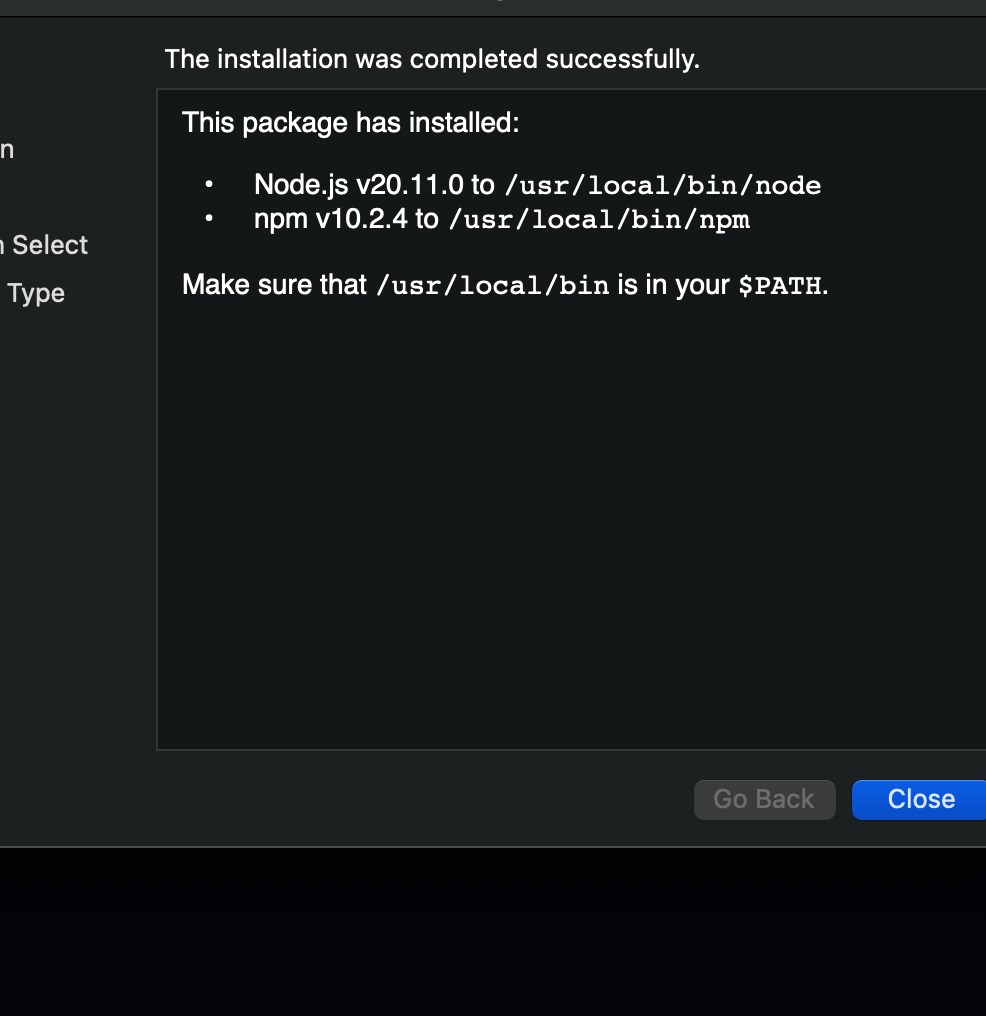 The installation was completed successfully.
This package has installed:
n
• Node.js v20.11.0 to /usr/local/bin/node
• npm v10.2.4 to /usr/local/bin/npm
Select
Make sure that /usr/local/bin is in your $PATH.
Type
Go Back
Close